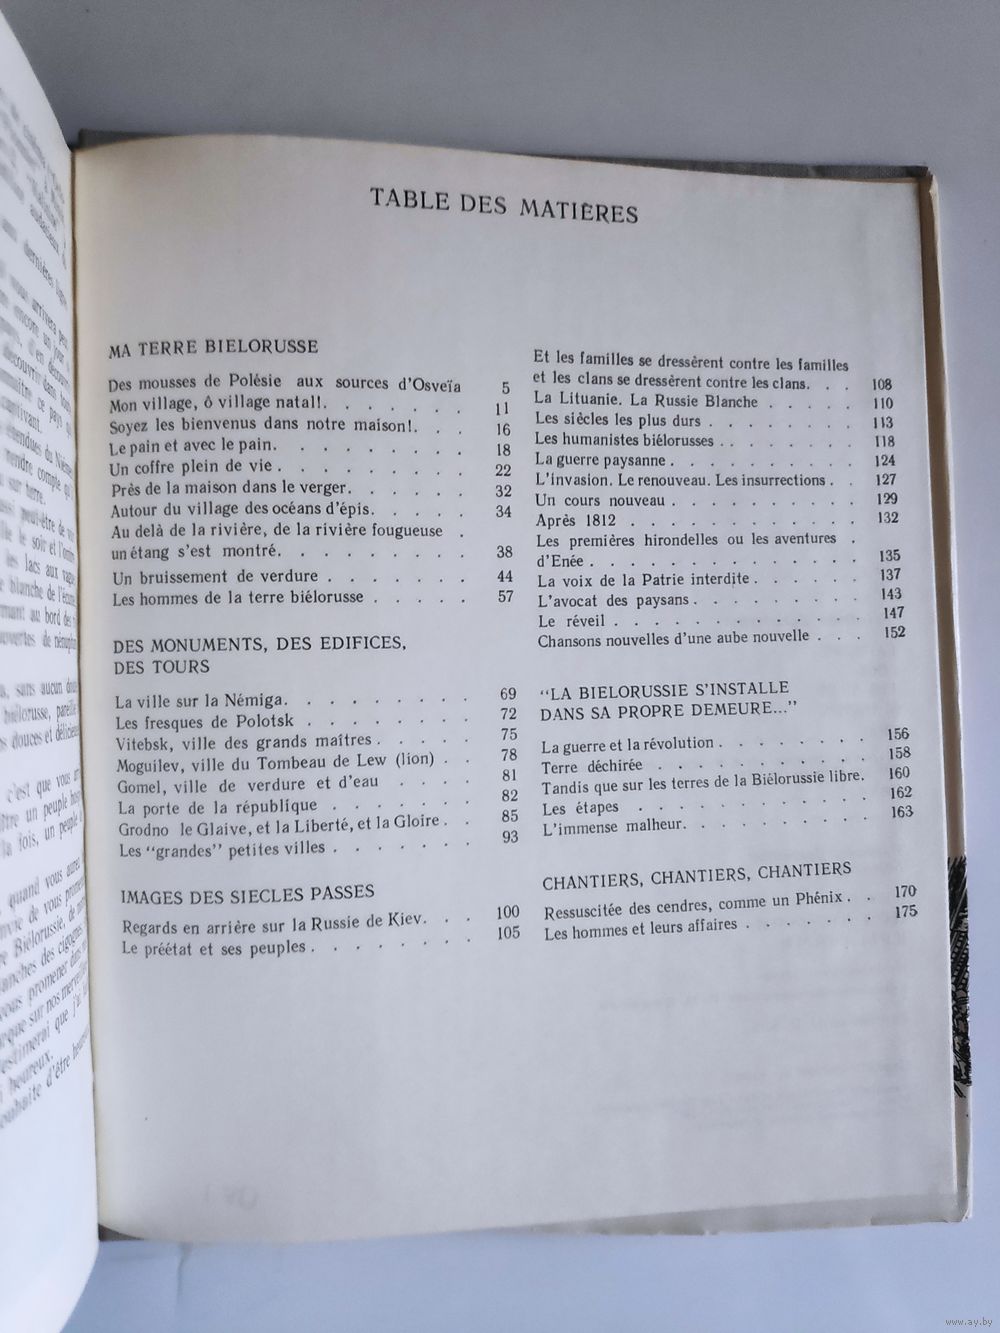 TABLE DES MATIÈRES
MA TERRE BIELORUSSE
Des mousses de Polésie aux sources d'Osveïa 5
Mon village, ô village natal!. . . . . . . 11
Soyez les bienvenus dans notre maison!. . . 16
Le pain et avec le pain. . . . . . . . . 18
Un coffre plein de vie . . . . . . . . . 22
Près de la maison dans le verger. . . . . . 32
Autour du village des océans d'épis. . . . . 34
Au delà de la rivière, de la rivière fougueuse .
un étang s'est montré. . . . . . . . . 38
Un bruissement de verdure . . . . . . . 44
Les hommes de la terre biélorusse . . . . . 57
DES MONUMENTS, DES EDIFICES,
DES TOURS
La ville sur la Némiga. . . . . . . . . 69
Les fresques de Polotsk . . . . . . . . 72
Vitebsk, ville des grands maîtres . . . . . 75
Moguilev, ville du Tombeau de Lew (lion) . . 78
Gomel, ville de verdure et d'eau . . . . 81
La porte de la république . . . . . . . 82
Grodno le Glaive, et la Liberté, et la Gloire . . 85
Les "grandes" petites villes . . . . . . . 93
IMAGES DES SIECLES PASSES
Regards en arrière sur la Russie de Kiev. . . 100
Le préétat et ses peuples . . . . . . . . 105
Et les familles se dressèrent contre les familles
et les clans se dressèrent contre les clans. . . 108
La Lituanie. La Russie Blanche . . . . . 110
Les siècles les plus durs . . . . . . . . 113
Les humanistes biélorusses . . . . . . . . 118
La guerre paysanne . . . . . . . . . . 124
L'invasion. Le renouveau. Les insurrections . . 127
Un cours nouveau . . . . . . . . . . 129
Après 1812 . . . . . . . . . . . . 132
Les premières hirondelles ou les aventures .
d'Enée . . . . . . . . . . . . . 135
La voix de la Patrie interdite . . . . . . 137
L'avocat des paysans . . . . . . . . . 143
Le réveil . . . . . . . . . . . . . 147
Chansons nouvelles d'une aube nouvelle . . . 152
"LA BIELORUSSIE S'INSTALLE
DANS SA PROPRE DEMEURE..."
La guerre et la révolution . . . . . . . . 156
Terre déchirée . . . . . . . . . . . 158
Tandis que sur les terres de la Biélorussie libre. 160
Les étapes . . . . . . . . . . . . 162
L'immense malheur. . . . . . . . . . 163
CHANTIERS, CHANTIERS, CHANTIERS
Ressuscitée des cendres, comme un Phénix . . 170
Les hommes et leurs affaires . . . . . . . 175
www.ay.by